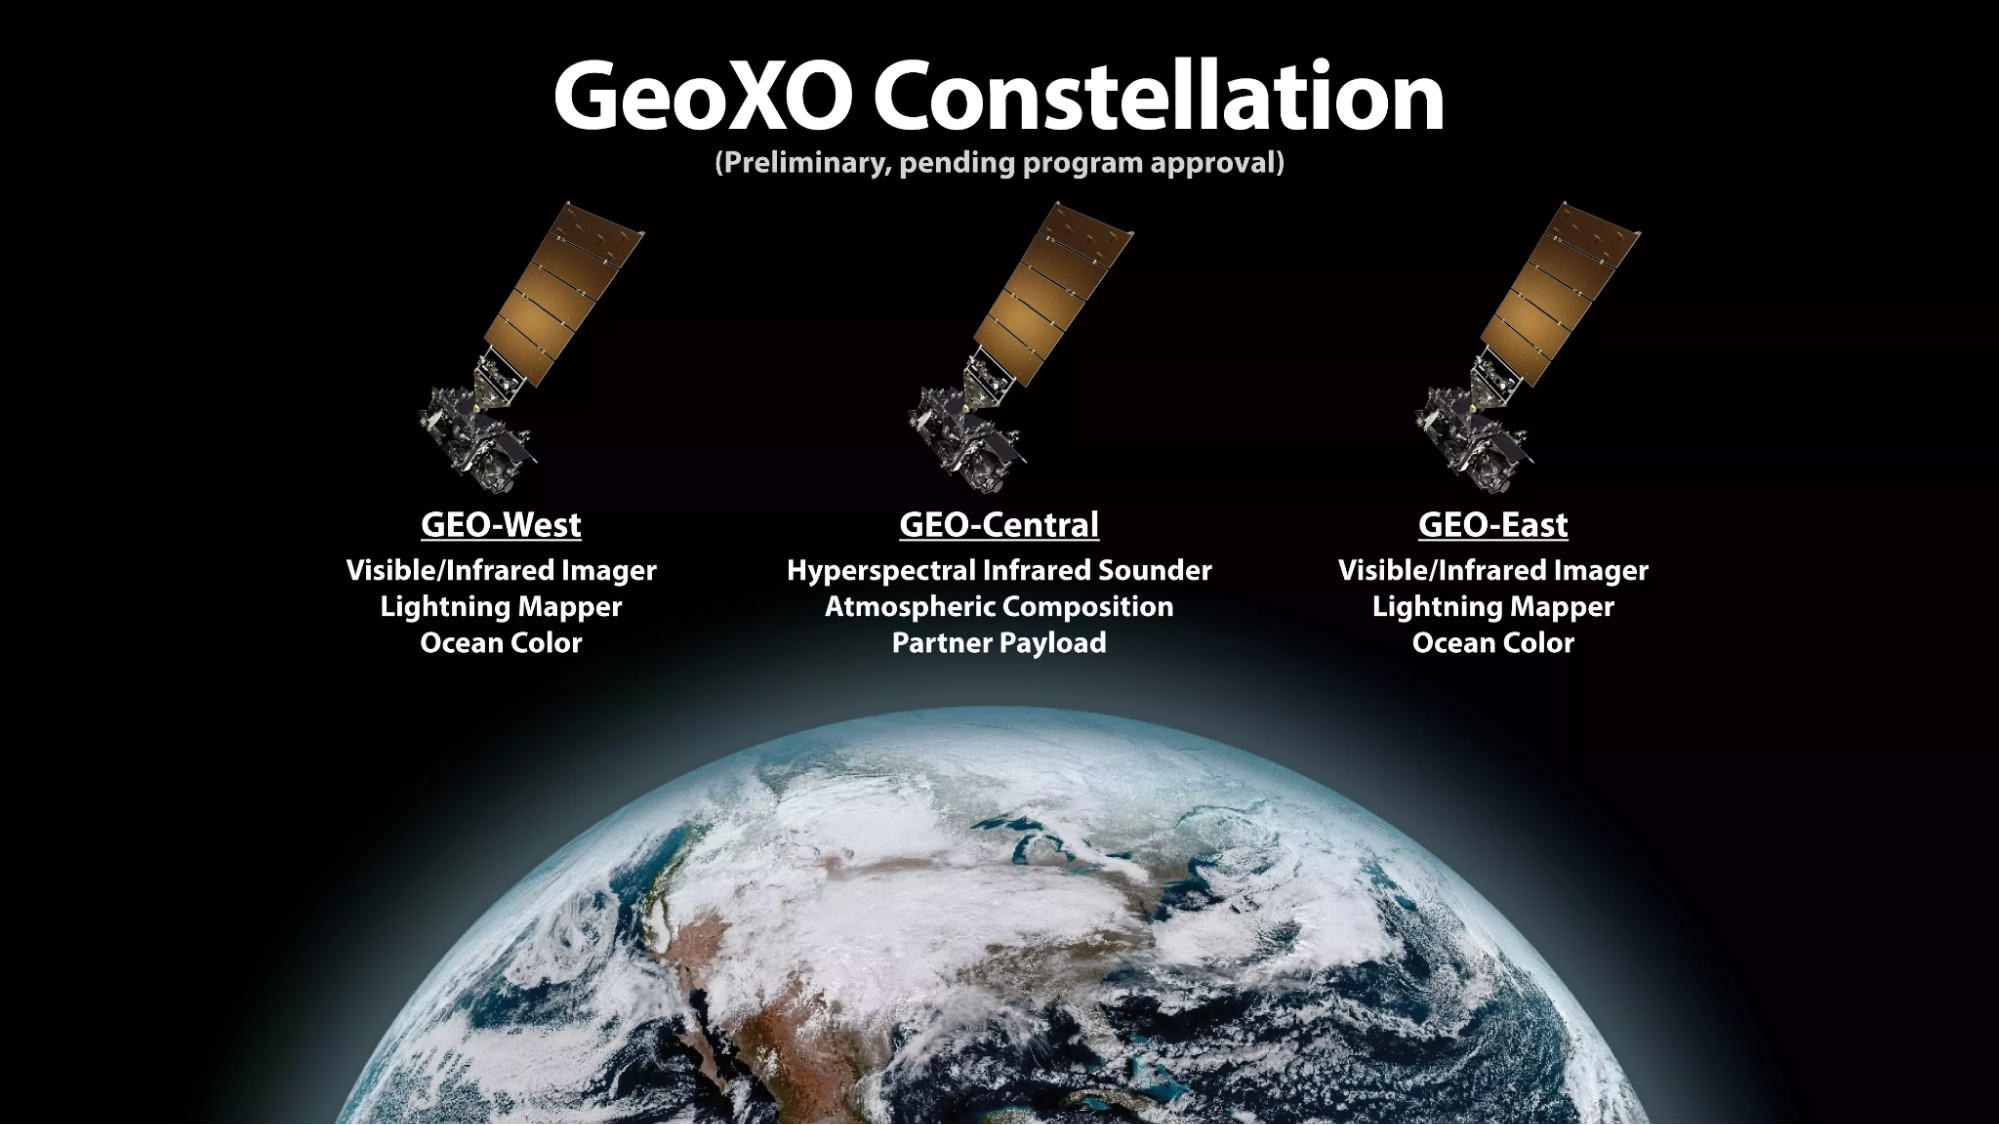 GeoXO Constellation
(Preliminary, pending program approval)
GEO-West
Visible/Infrared Imager
Lightning Mapper
Ocean Color
GEO-Central
Hyperspectral Infrared Sounder
Atmospheric Composition
Partner Payload
GEO-East
Visible/Infrared Imager
Lightning Mapper
Ocean Color